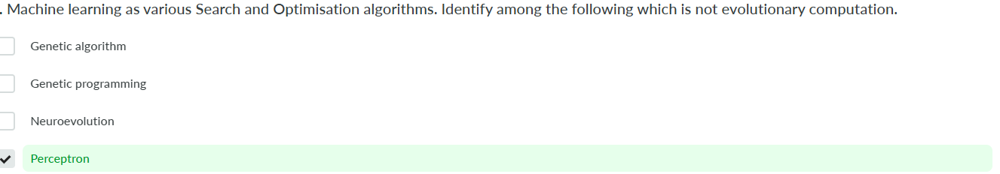 . Machine learning as various Search and Optimisation algorithms. Identify among the following which is not evolutionary computation.
Genetic algorithm
Genetic programming
Neuroevolution
Perceptron